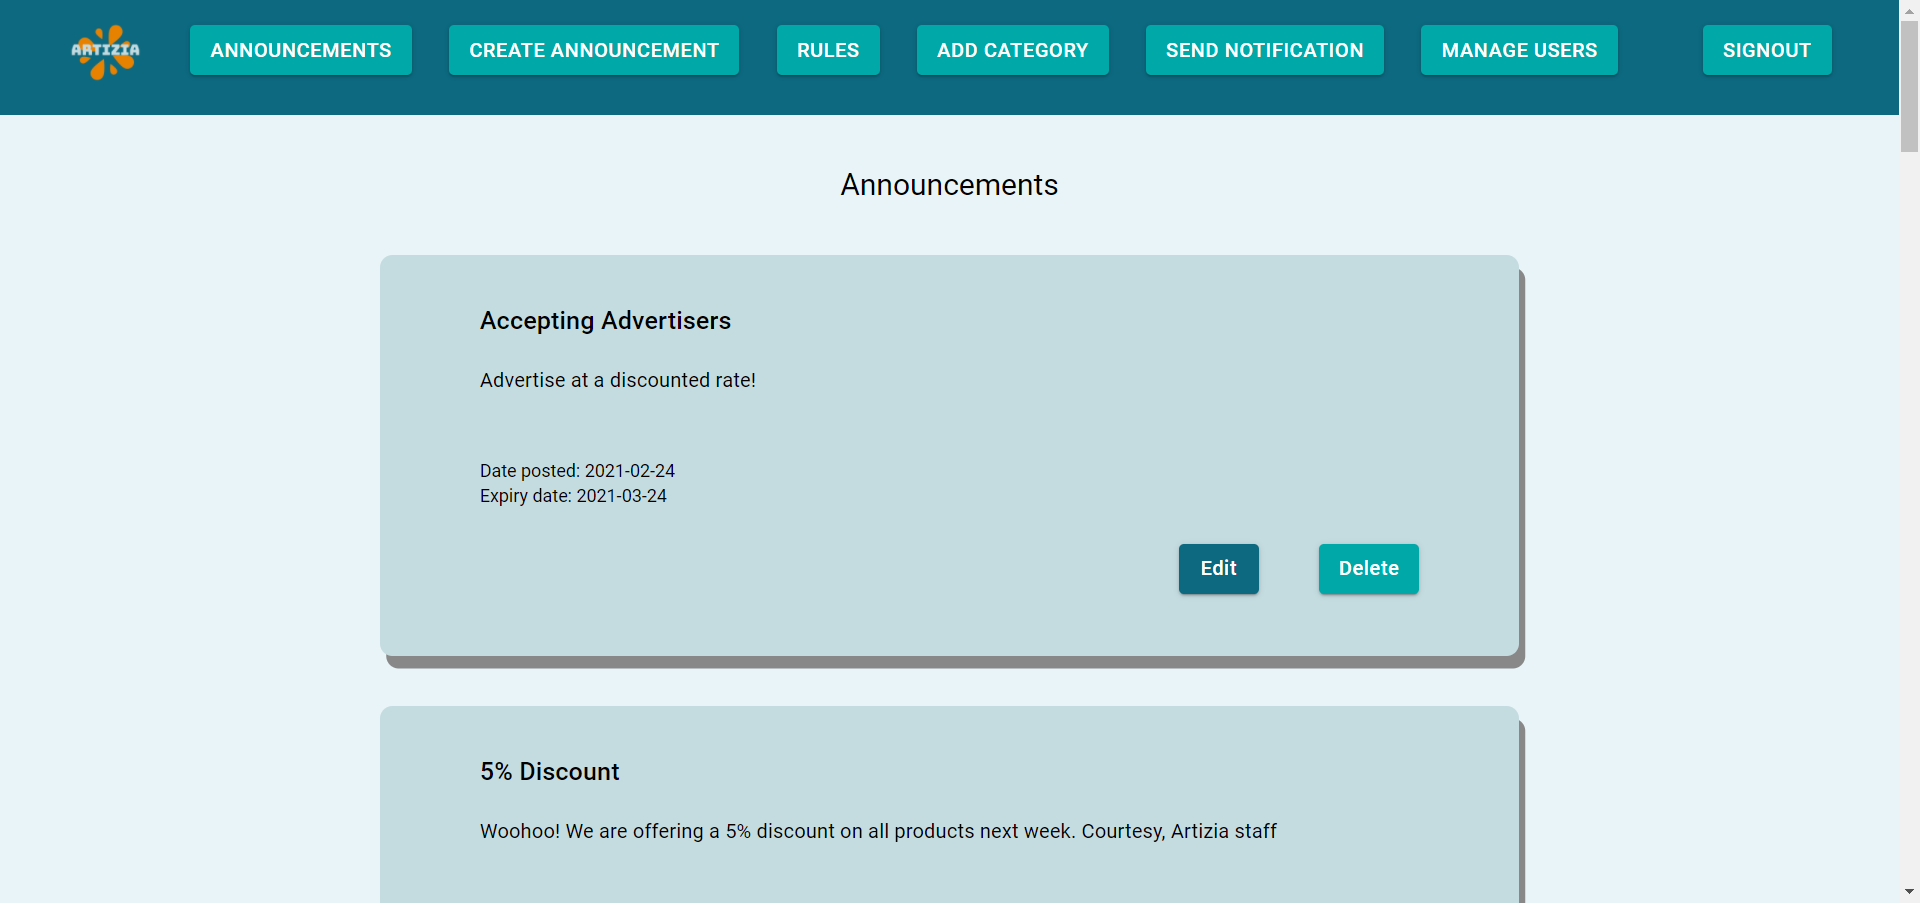 ARTIZIA
ANNOUNCEMENTS
CREATE ANNOUNCEMENT
RULES
ADD CATEGORY
SEND NOTIFICATION
MANAGE USERS
SIGNOUT
Announcements
Accepting Advertisers
Advertise at a discounted rate!
Date posted: 2021-02-24
Expiry date: 2021-03-24
Edit
Delete
5% Discount
Woohoo! We are offering a 5% discount on all products next week. Courtesy, Artizia staff